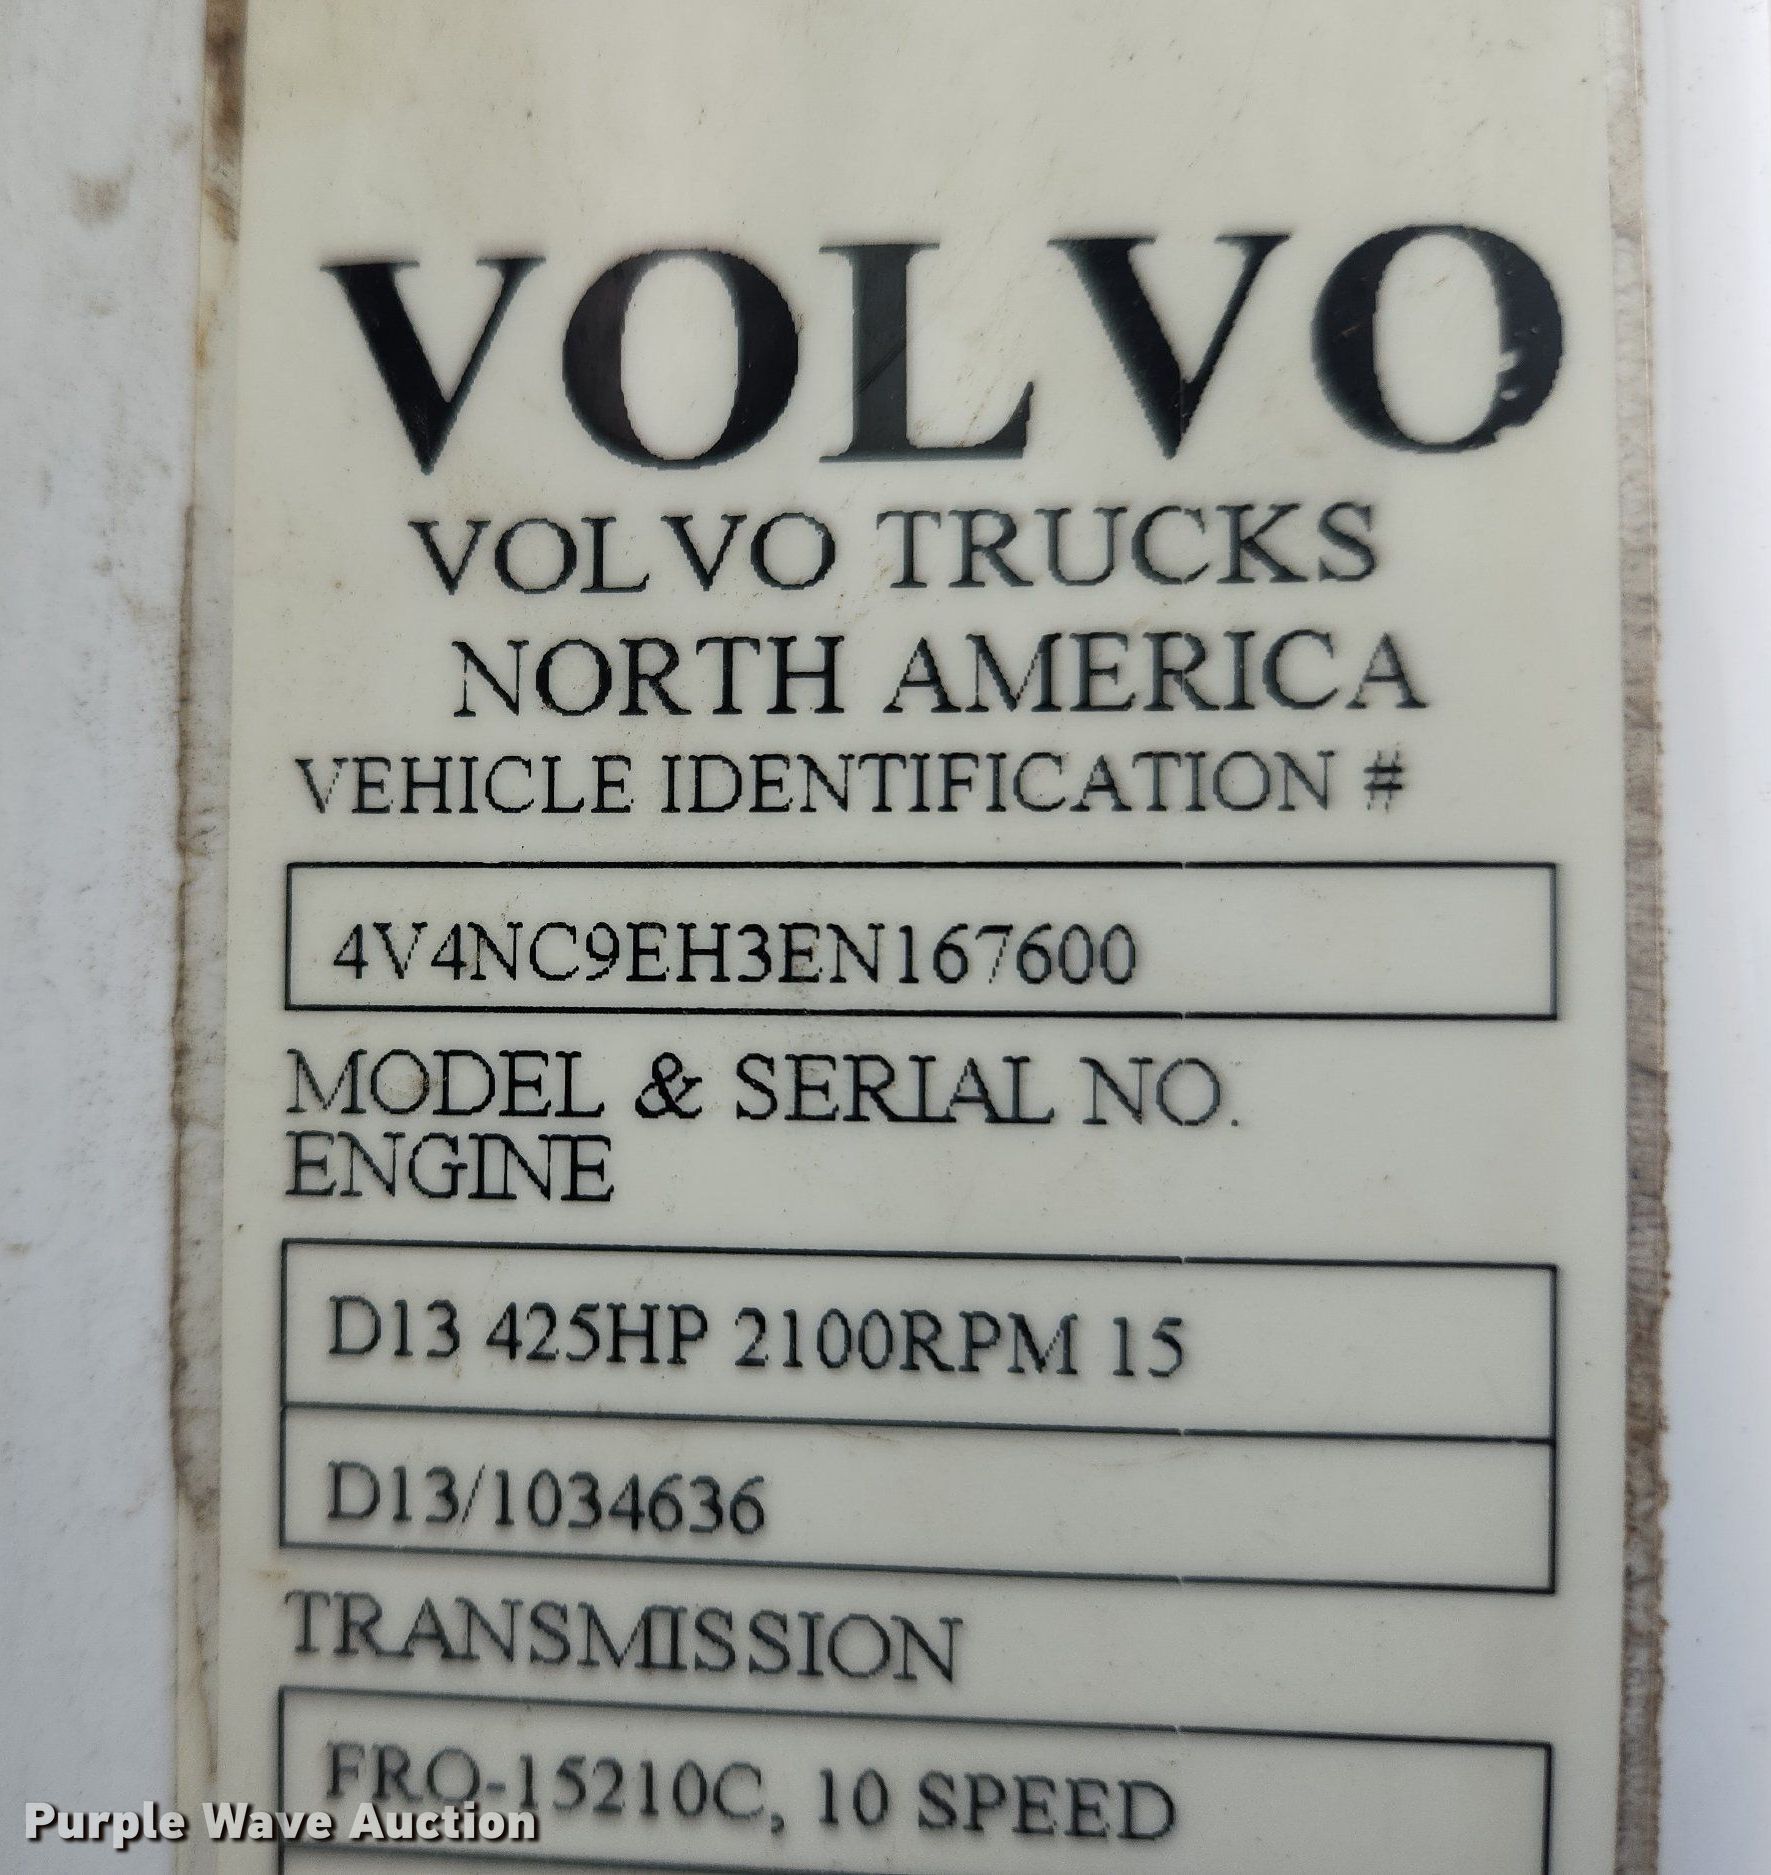 VOLVO
VOLVO TRUCKS
NORTH AMERICA
VEHICLE IDENTIFICATION #
4V4NC9EH3EN167600
MODEL & SERIAL NO.
ENGINE
D13 425HP 2100RPM 15
D13/1034636
TRANSMISSION
FRO-15210C, 10 SPEED
Purple Wave Auction